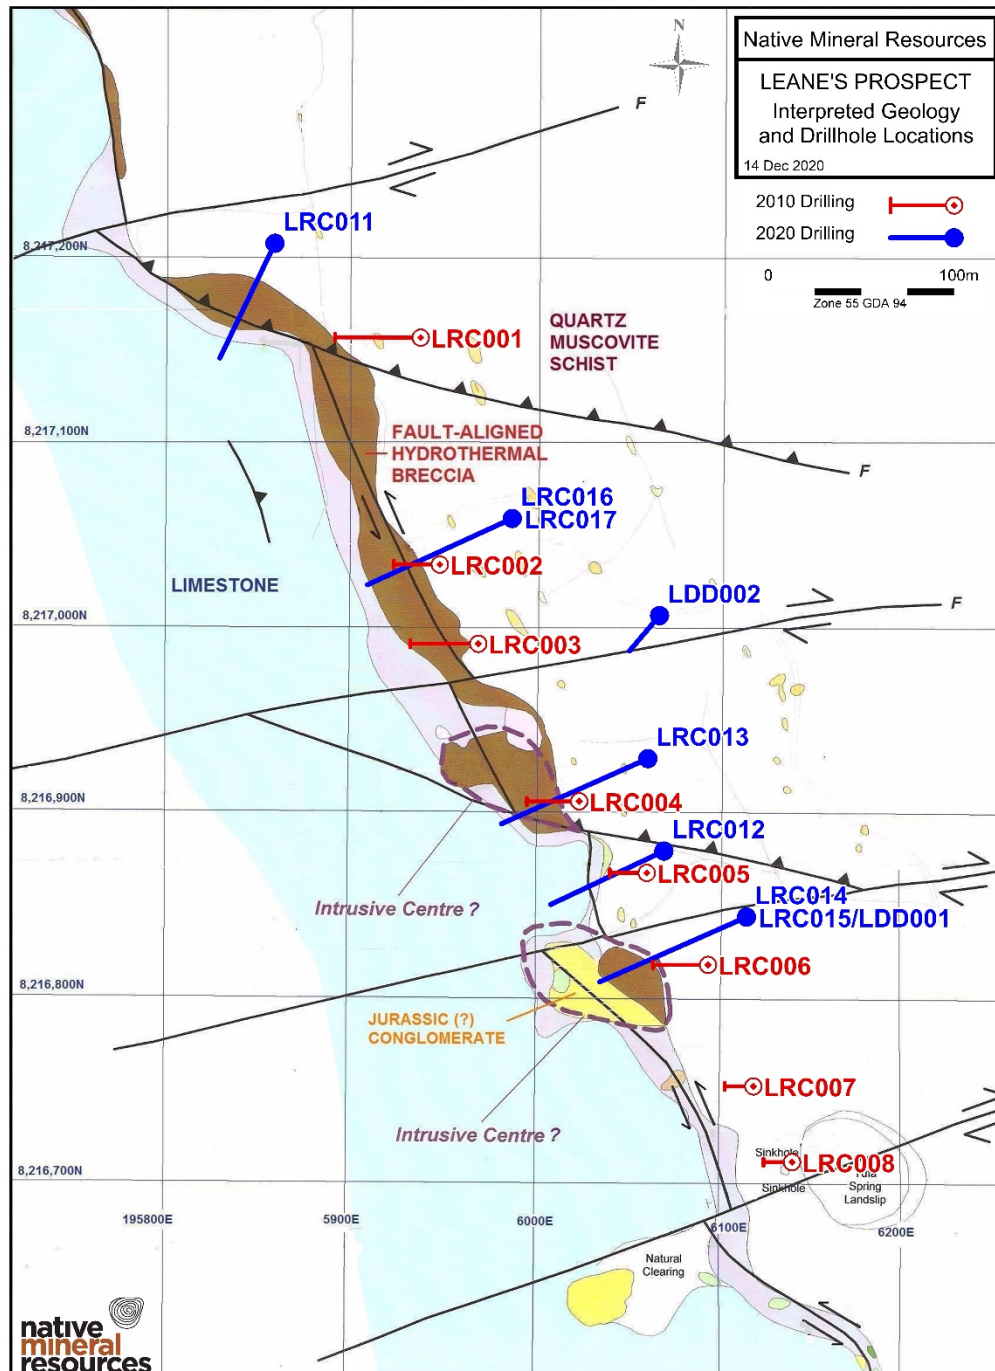 N
Native Mineral Resources
LEANE'S PROSPECT
Interpreted Geology
and Drillhole Locations
14 Dec 2020
2010 Drilling
2020 Drilling
0 100m
Zone 55 GDA 94
F
LRC011
8,217,200N
LRC001
QUARTZ
MUSCOVITE
SCHIST
8,217,100N
FAULT-ALIGNED
HYDROTHERMAL
BRECCIA
F
LRC016
LRC017
LRC002
LIMESTONE
LDD002
F
8,217,000N
LRC003
LRC013
8,216,900N
LRC004
LRC012
LRC005
LRC014
LRC015/LDD001
Intrusive Centre ?
LRC006
8,216,800N
JURASSIC (?)
CONGLOMERATE
LRC007
Intrusive Centre ?
Sinkhole
LRC008
8,216,700N
Sinkhole
Tufa
Spring
Landslip
195800E
5900E
6000E
6100E
6200E
Natural
Clearing
native
mineral
resources